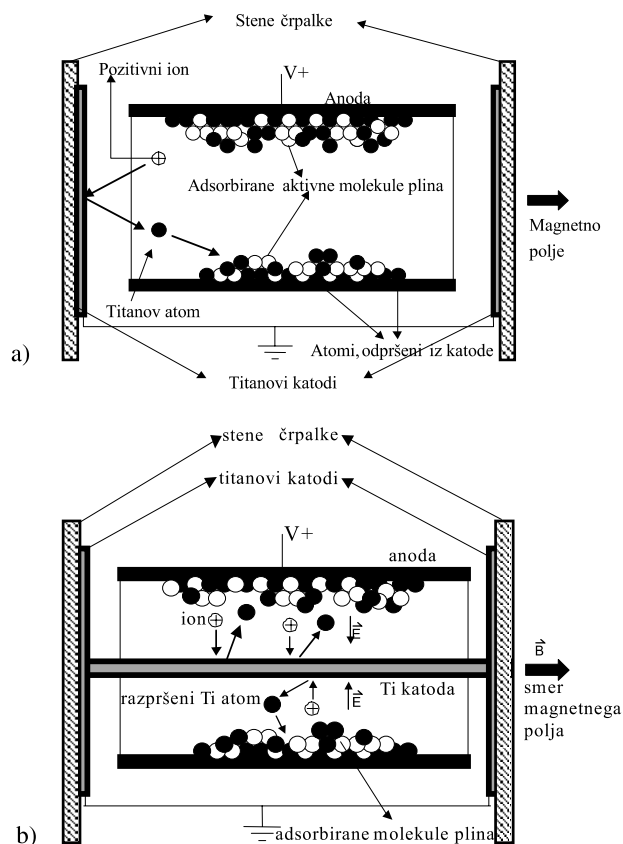 Stene črpalke
Pozitivni ion
V+
Anoda
Adsorbirane aktivne molekule plina
Magnetno
polje
Titanov atom
Atomi, odpršeni iz katode
a)
Titanovi katodi
stene črpalke
titanovi katodi
V+
anoda
ion
E
B
razpršeni Ti atom
Ti katoda
E
smer
magnetnega
polja
adsorbirane molekule plina
b)